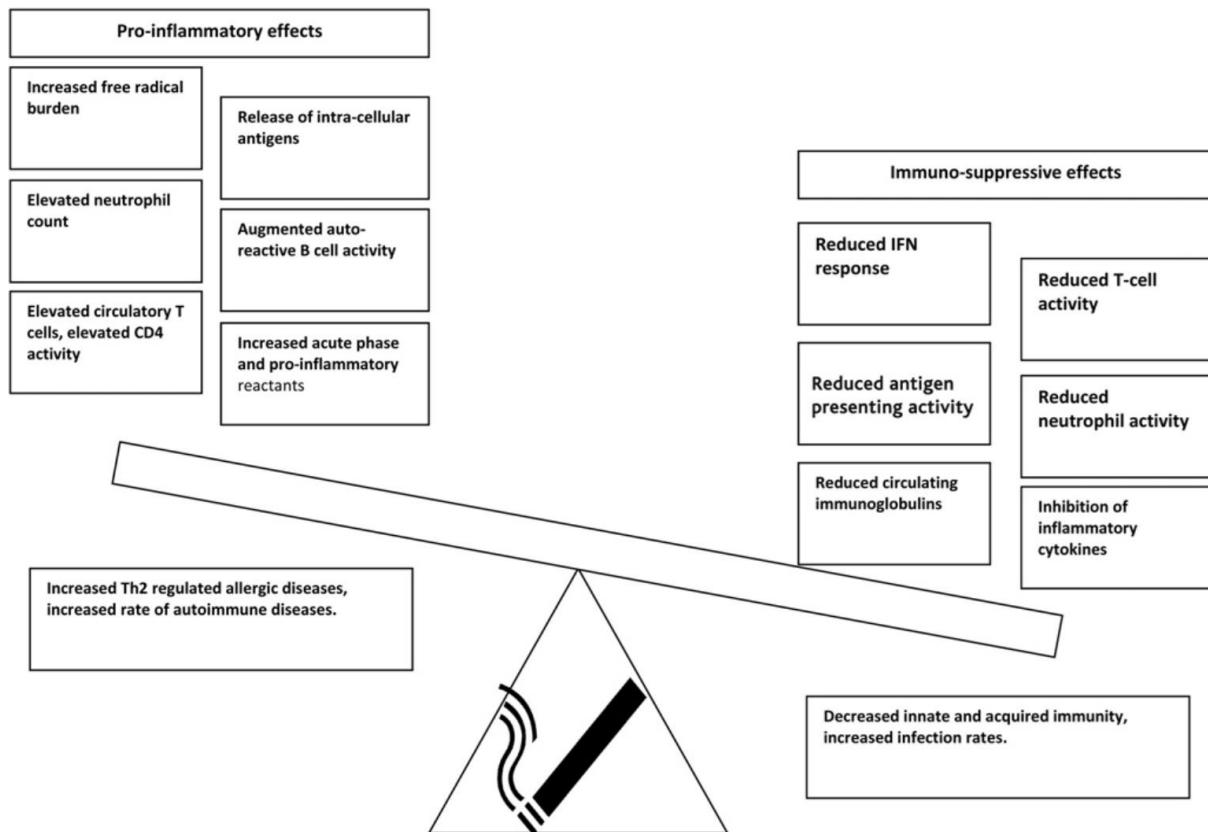 Pro-inflammatory effects
Increased free radical
burden
Release of intra-cellular
antigens
Elevated neutrophil
count
Augmented auto-
reactive B cell activity
Elevated circulatory T
cells, elevated CD4
activity
Increased acute phase
and pro-inflammatory
reactants
Immuno-suppressive effects
Reduced IFN
response
Reduced T-cell
activity
Reduced antigen
presenting activity
Reduced
neutrophil activity
Reduced circulating
immunoglobulins
Inhibition of
inflammatory
cytokines
Increased Th2 regulated allergic diseases,
increased rate of autoimmune diseases.
Decreased innate and acquired immunity,
increased infection rates.